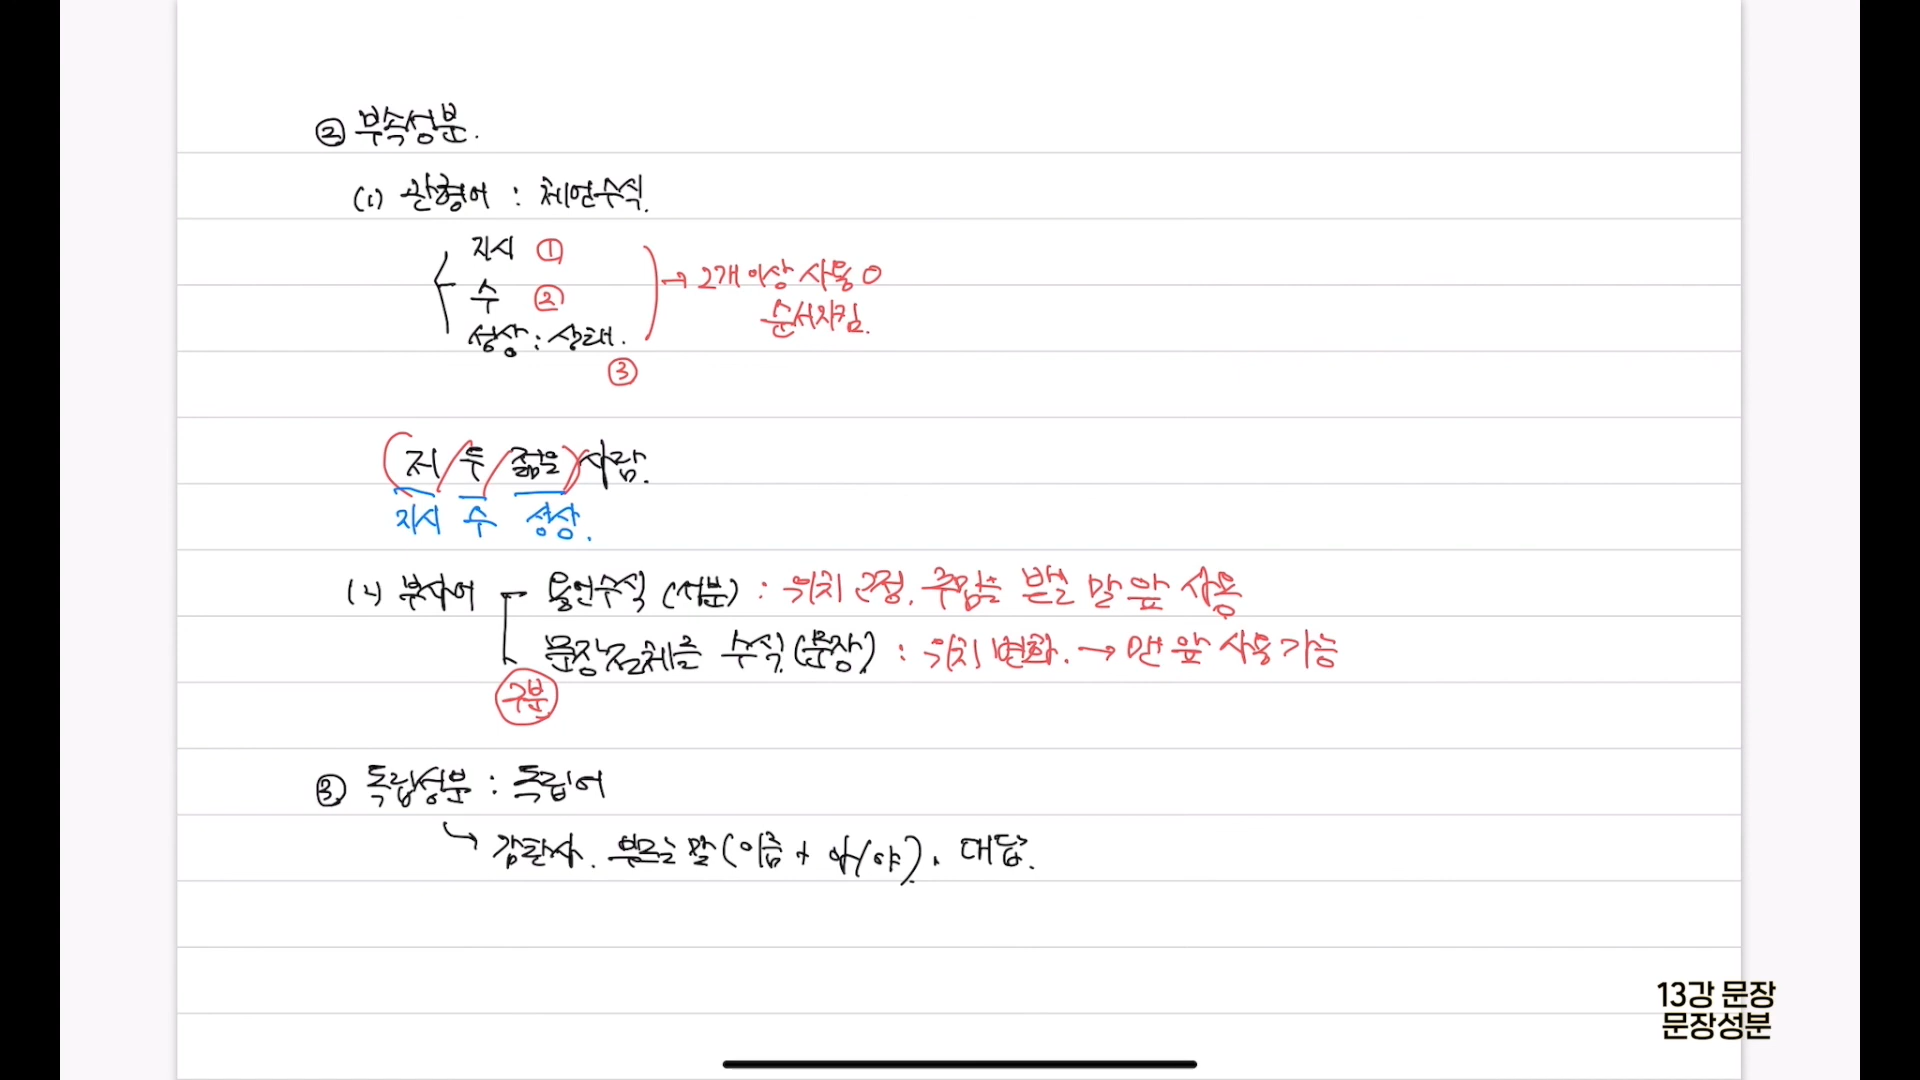 ② 부속성분.
(1) 관형어 : 체언수식.
지시 ①
수 ②
성상 : 상태. ③
→ 2개 이상 사용 O
순서지킴.
(저/두/젊은) 사람.
지시 수 성상.
(2) 부사어
용언수식 (성분) : 위치 고정. 꾸밈을 받는 말 앞 사용
문장전체를 수식 (문장) : 위치 변화. → 맨 앞 사용 가능
구분
③ 독립성분 : 독립어
↳ 감탄사. 부르는 말 (이름 + 아/야). 대답.
13강 문장
문장성분